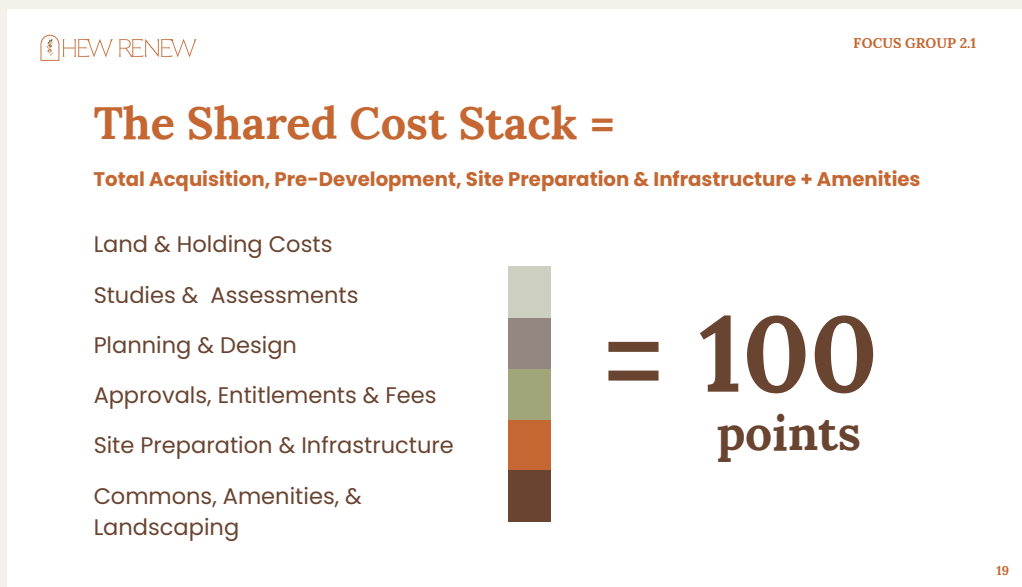 HEW RENEW
FOCUS GROUP 2.1
The Shared Cost Stack =
Total Acquisition, Pre-Development, Site Preparation & Infrastructure + Amenities
Land & Holding Costs
Studies & Assessments
Planning & Design
Approvals, Entitlements & Fees
Site Preparation & Infrastructure
Commons, Amenities, &
Landscaping
= 100
points
19